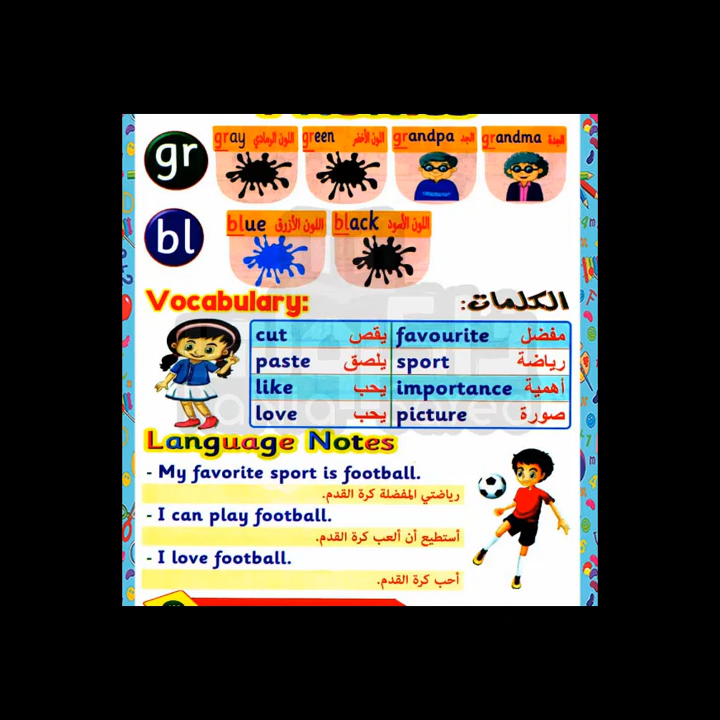 gr gray اللون الرمادي green اللون الأخضر grandpa الجد grandma الجدة
bl blue اللون الأزرق black اللون الأسود
Vocabulary: الكلمات:
cut يقص favourite مفضل
paste يلصق sport رياضة
like يحب importance أهمية
love يحب picture صورة
Language Notes
- My favorite sport is football.
رياضتي المفضلة كرة القدم.
- I can play football.
أستطيع أن ألعب كرة القدم.
- I love football.
أحب كرة القدم.